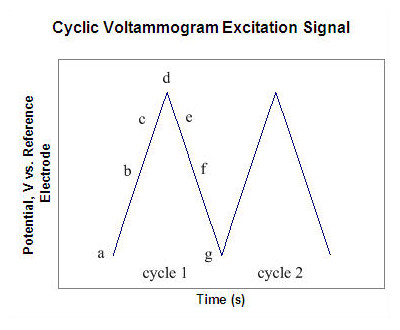 Cyclic Voltammogram Excitation Signal
Potential, V vs. Reference
Electrode
d
c
e
b
f
a
g
cycle 1
cycle 2
Time (s)